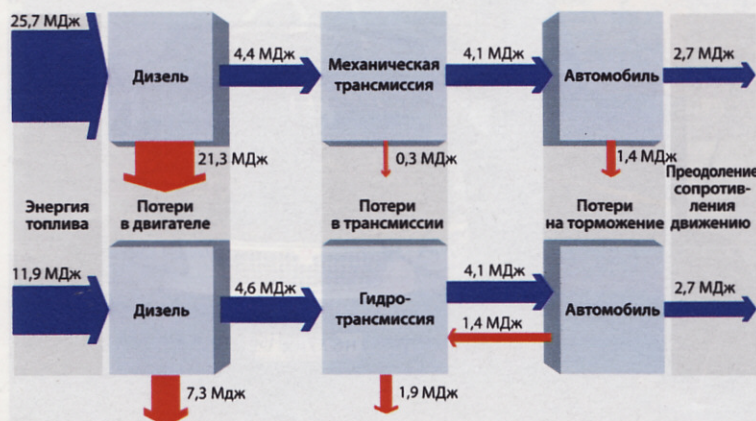 25,7 МДж
Дизель
4,4 МДж
Механическая
трансмиссия
4,1 МДж
Автомобиль
2,7 МДж
21,3 МДж
0,3 МДж
1,4 МДж
Энергия
топлива
Потери
в двигателе
Потери
в трансмиссии
Потери
на торможение
Преодоление
сопротив-
ления
движению
11,9 МДж
Дизель
4,6 МДж
Гидро-
трансмиссия
4,1 МДж
1,4 МДж
Автомобиль
2,7 МДж
7,3 Мдж
1,9 МДж